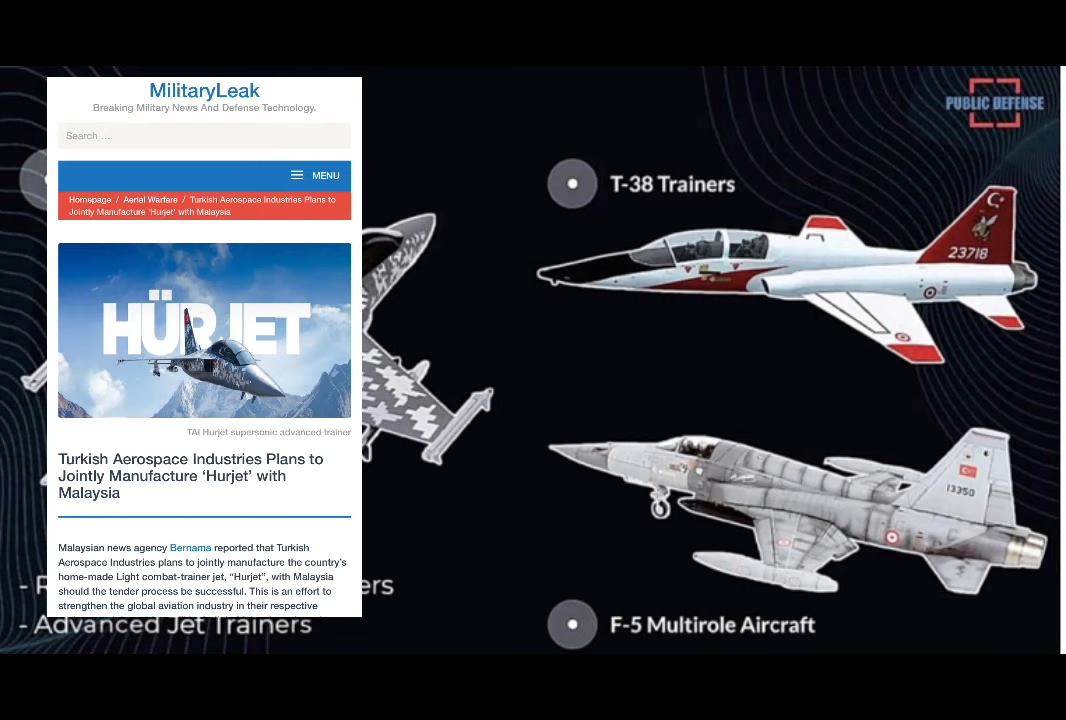 MilitaryLeak
Breaking Military News And Defense Technology.
Search ...
MENU
Homepage / Aerial Warfare / Turkish Aerospace Industries Plans to
Jointly Manufacture 'Hurjet' with Malaysia
HÜRJET
TAI Hurjet supersonic advanced trainer
Turkish Aerospace Industries Plans to
Jointly Manufacture ‘Hurjet’ with
Malaysia
Malaysian news agency Bernama reported that Turkish
Aerospace Industries plans to jointly manufacture the country’s
home-made Light combat-trainer jet, “Hurjet”, with Malaysia
should the tender process be successful. This is an effort to
strengthen the global aviation industry in their respective
- Advanced Jet Trainers
PUBLIC DEFENSE
T-38 Trainers
23718
13350
F-5 Multirole Aircraft